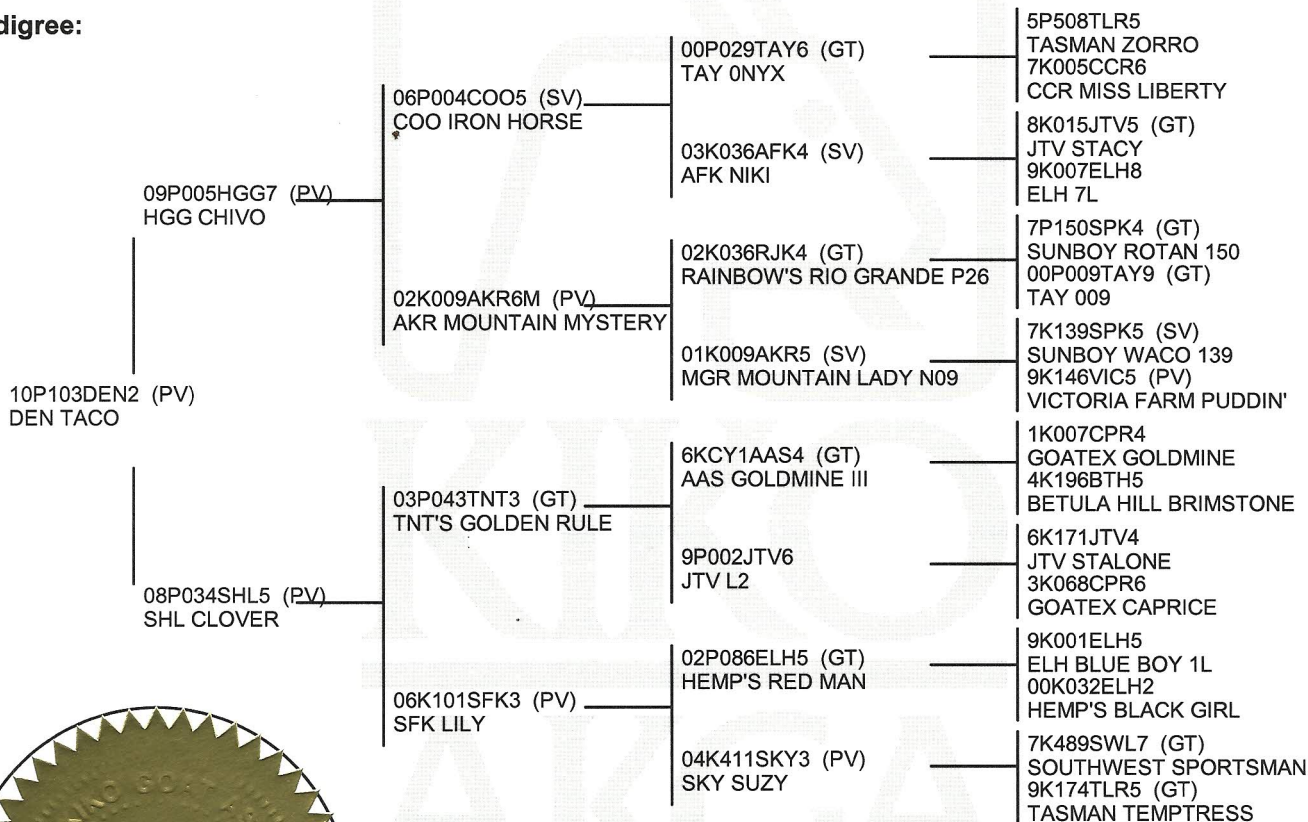 digree:
10P103DEN2 (PV)
DEN TACO
09P005HGG7 (PV)
HGG CHIVO
08P034SHL5 (PV)
SHL CLOVER
06P004COO5 (SV)
COO IRON HORSE
02K009AKR6M (PV)
AKR MOUNTAIN MYSTERY
03P043TNT3 (GT)
TNT'S GOLDEN RULE
06K101SFK3 (PV)
SFK LILY
00P029TAY6 (GT)
TAY 0NYX
03K036AFK4 (SV)
AFK NIKI
02K036RJK4 (GT)
RAINBOW'S RIO GRANDE P26
01K009AKR5 (SV)
MGR MOUNTAIN LADY N09
6KCY1AAS4 (GT)
AAS GOLDMINE III
9P002JTV6
JTV L2
02P086ELH5 (GT)
HEMP'S RED MAN
04K411SKY3 (PV)
SKY SUZY
5P508TLR5
TASMAN ZORRO
7K005CCR6
CCR MISS LIBERTY
8K015JTV5 (GT)
JTV STACY
9K007ELH8
ELH 7L
7P150SPK4 (GT)
SUNBOY ROTAN 150
00P009TAY9 (GT)
TAY 009
7K139SPK5 (SV)
SUNBOY WACO 139
9K146VIC5 (PV)
VICTORIA FARM PUDDIN'
1K007CPR4
GOATEX GOLDMINE
4K196BTH5
BETULA HILL BRIMSTONE
6K171JTV4
JTV STALONE
3K068CPR6
GOATEX CAPRICE
9K001ELH5
ELH BLUE BOY 1L
00K032ELH2
HEMP'S BLACK GIRL
7K489SWL7 (GT)
SOUTHWEST SPORTSMAN
9K174TLR5 (GT)
TASMAN TEMPTRESS
KIKO
AKGA
KIKO GOAT